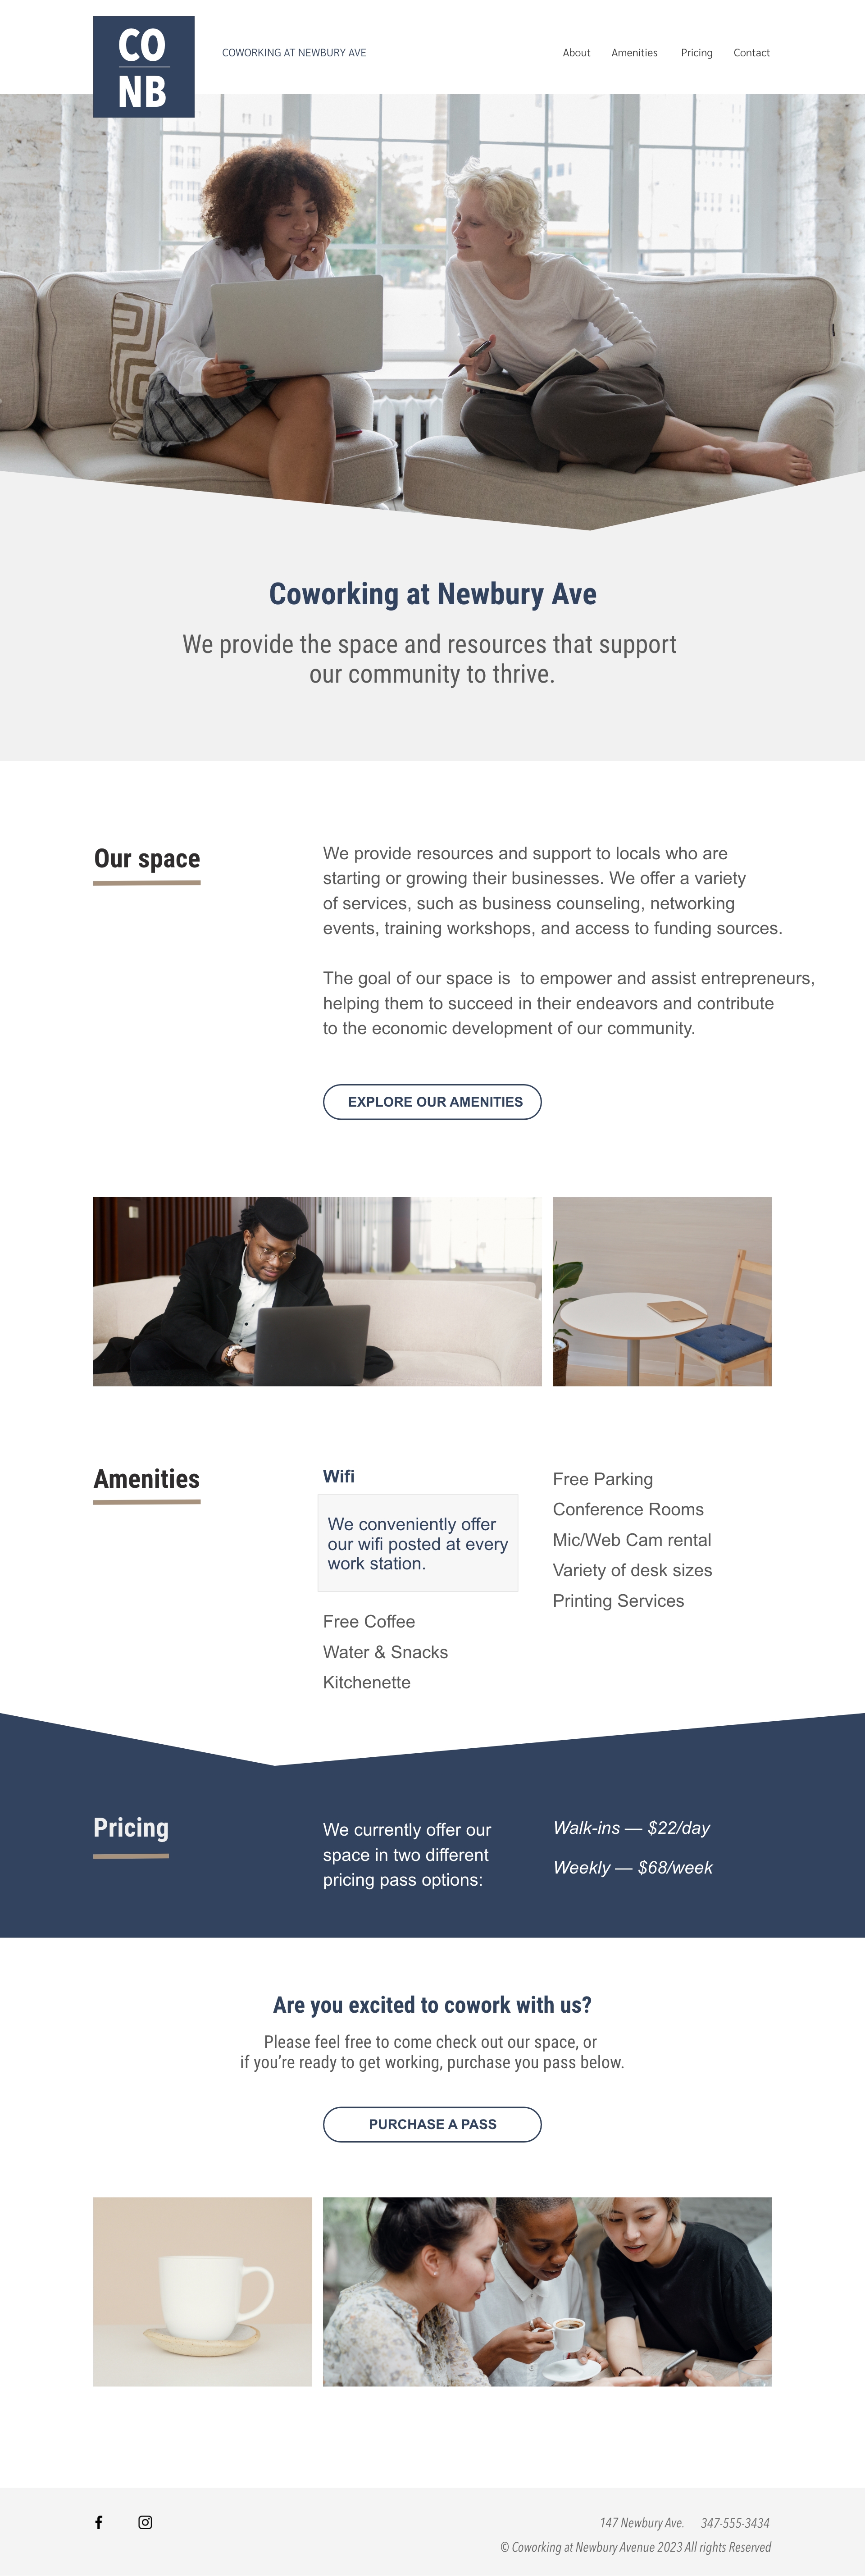 CO
NB
COWORKING AT NEWBURY AVE
About Amenities Pricing Contact
Coworking at Newbury Ave
We provide the space and resources that support
our community to thrive.
Our space
We provide resources and support to locals who are
starting or growing their businesses. We offer a variety
of services, such as business counseling, networking
events, training workshops, and access to funding sources.
The goal of our space is  to empower and assist entrepreneurs,
helping them to succeed in their endeavors and contribute
to the economic development of our community.
EXPLORE OUR AMENITIES
Amenities
Wifi
We conveniently offer
our wifi posted at every
work station.
Free Coffee
Water & Snacks
Kitchenette
Free Parking
Conference Rooms
Mic/Web Cam rental
Variety of desk sizes
Printing Services
Pricing
We currently offer our
space in two different
pricing pass options:
Walk-ins — $22/day
Weekly — $68/week
Are you excited to cowork with us?
Please feel free to come check out our space, or
if you’re ready to get working, purchase you pass below.
PURCHASE A PASS
147 Newbury Ave. 347-555-3434
© Coworking at Newbury Avenue 2023 All rights Reserved